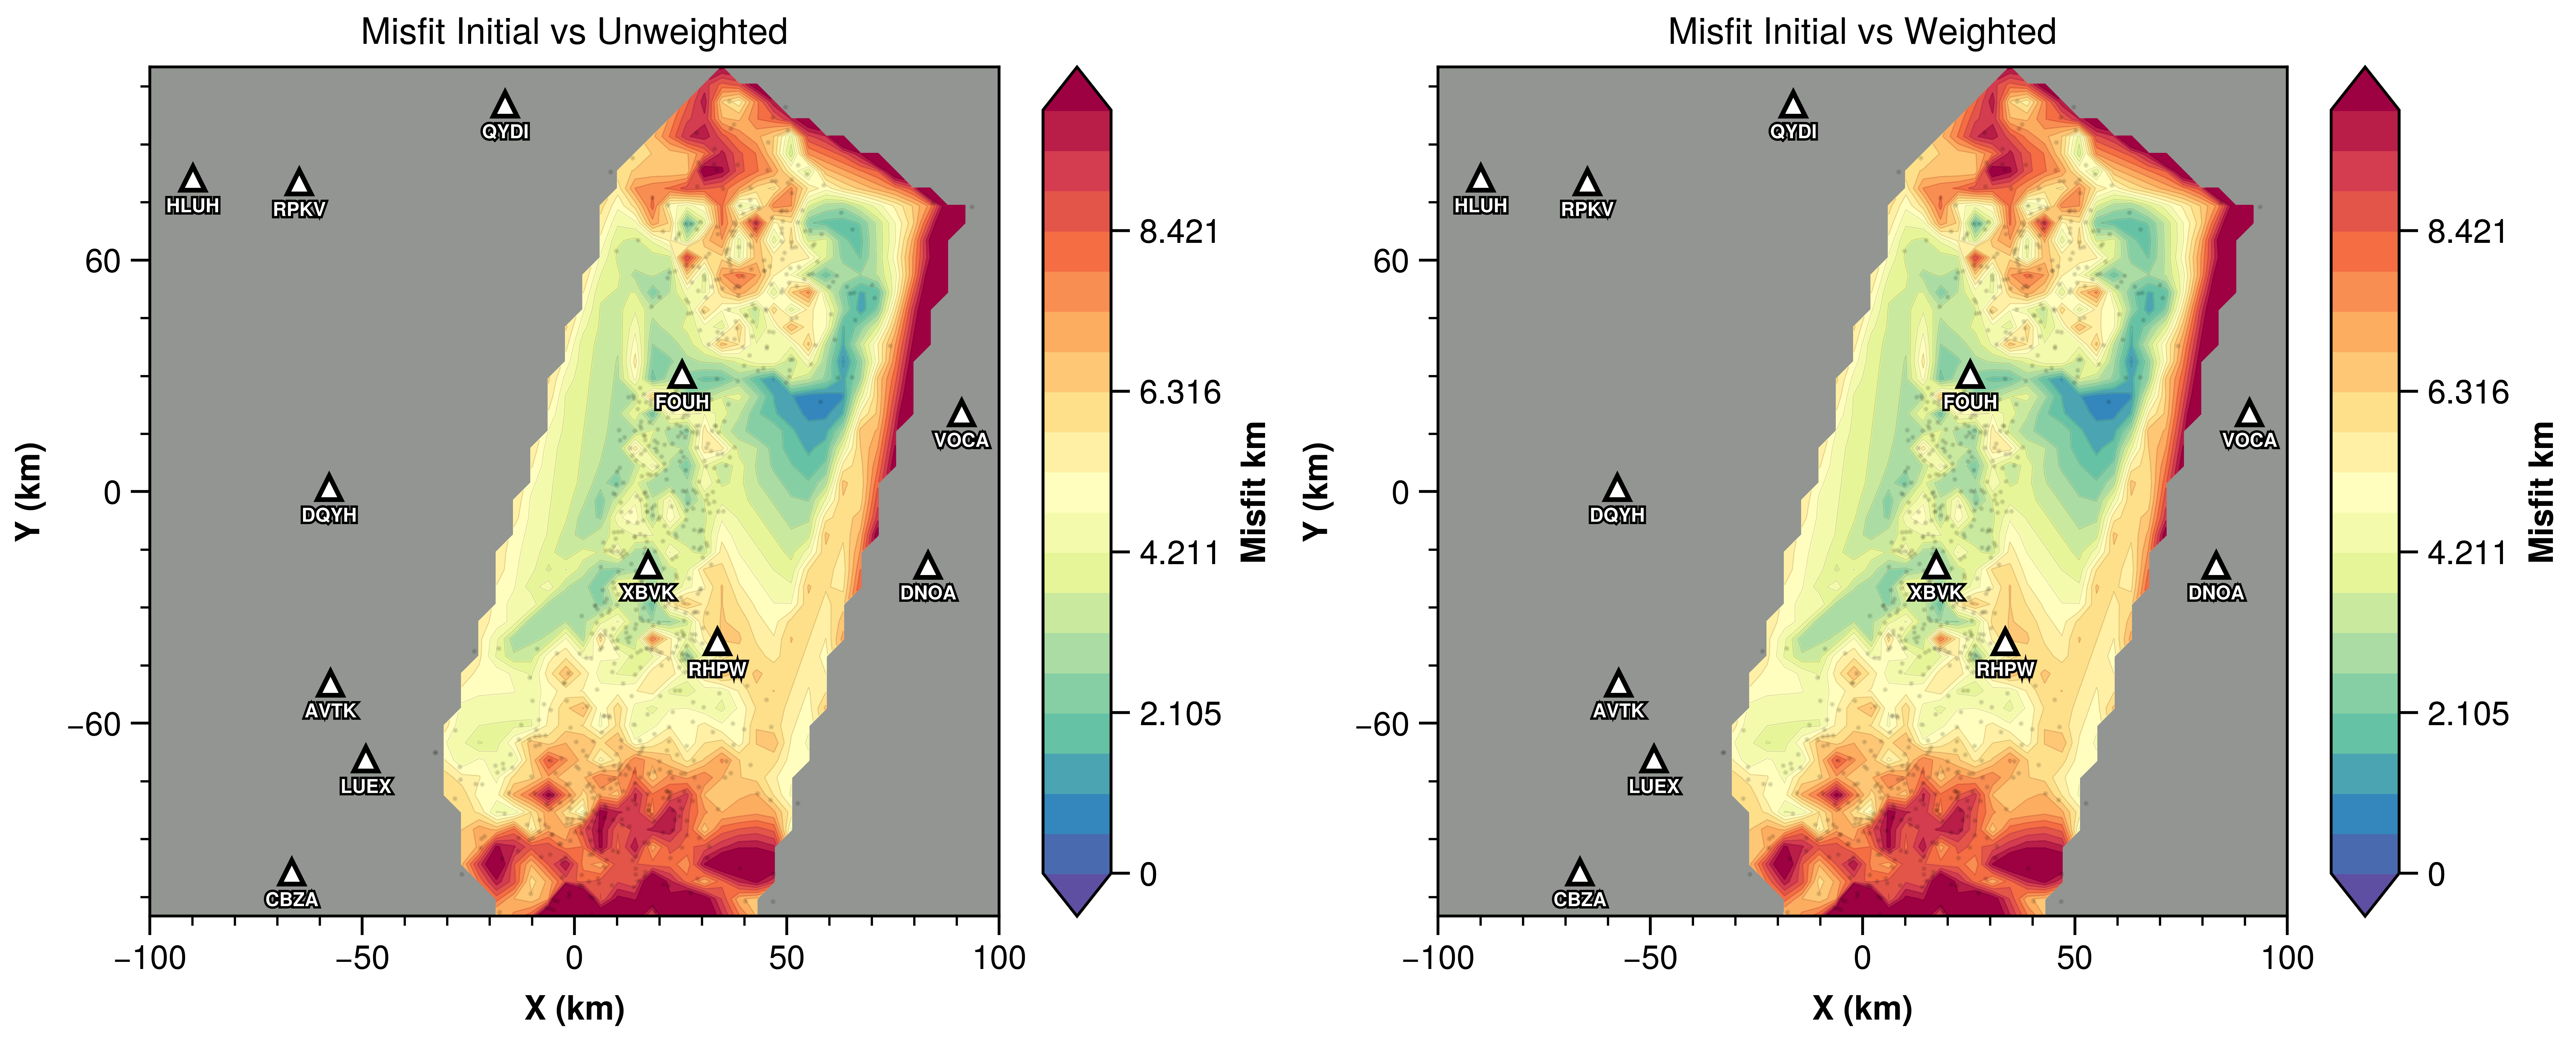 Misfit Initial vs Unweighted
QYDI
HLUH
RPKV
FOUH
VOCA
DQYH
XBVK
DNOA
RHPW
AVTK
LUEX
CBZA
60
0
−60
Y (km)
−100
−50
0
50
100
X (km)
8.421
6.316
4.211
2.105
0
Misfit km
Misfit Initial vs Weighted
QYDI
HLUH
RPKV
FOUH
VOCA
DQYH
XBVK
DNOA
RHPW
AVTK
LUEX
CBZA
60
0
−60
Y (km)
−100
−50
0
50
100
X (km)
8.421
6.316
4.211
2.105
0
Misfit km